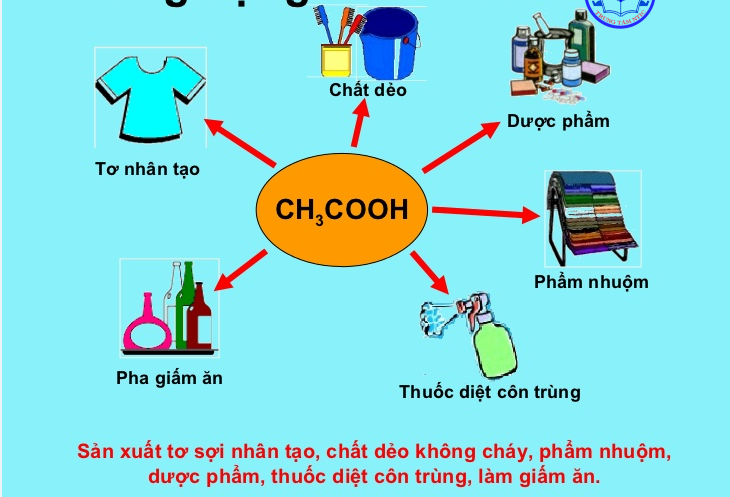 Chất dẻo
Dược phẩm
Tơ nhân tạo
CH₃COOH
Phẩm nhuộm
Pha giấm ăn
Thuốc diệt côn trùng
Sản xuất tơ sợi nhân tạo, chất dẻo không cháy, phẩm nhuộm,
dược phẩm, thuốc diệt côn trùng, làm giấm ăn.